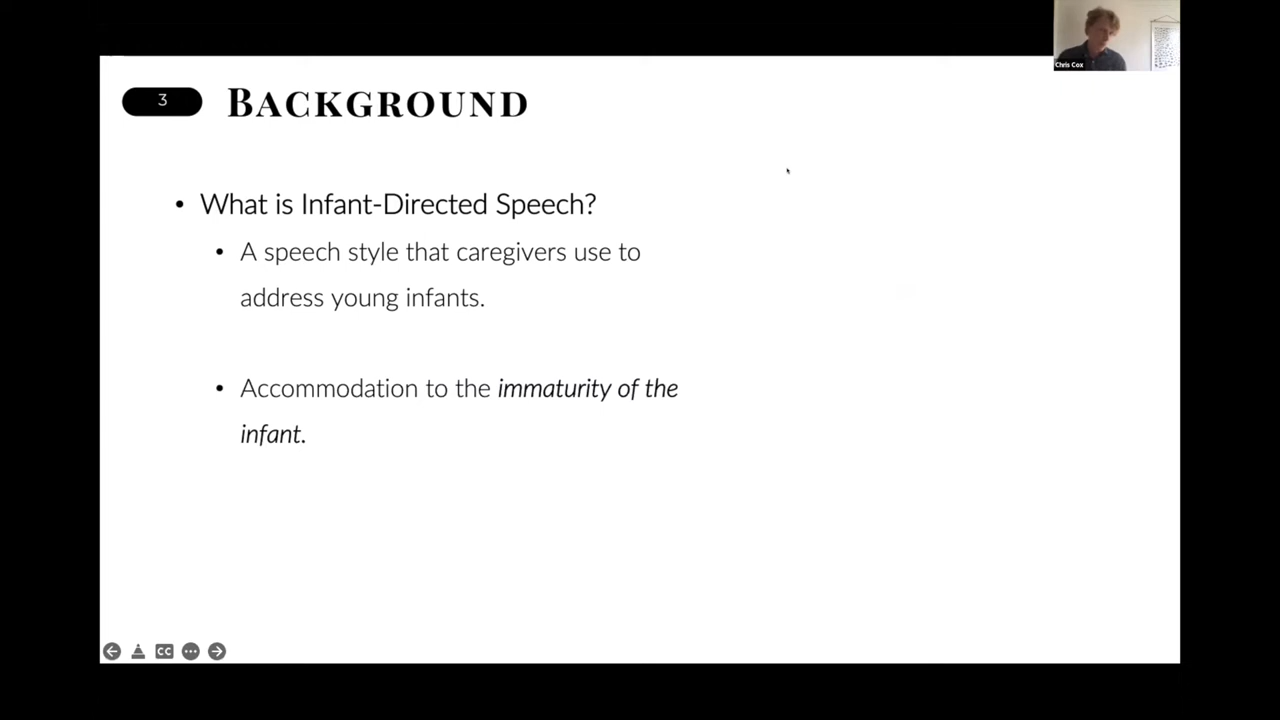 Chris Cox
3
BACKGROUND
• What is Infant-Directed Speech?
• A speech style that caregivers use to
address young infants.
• Accommodation to the immaturity of the
infant.
CC